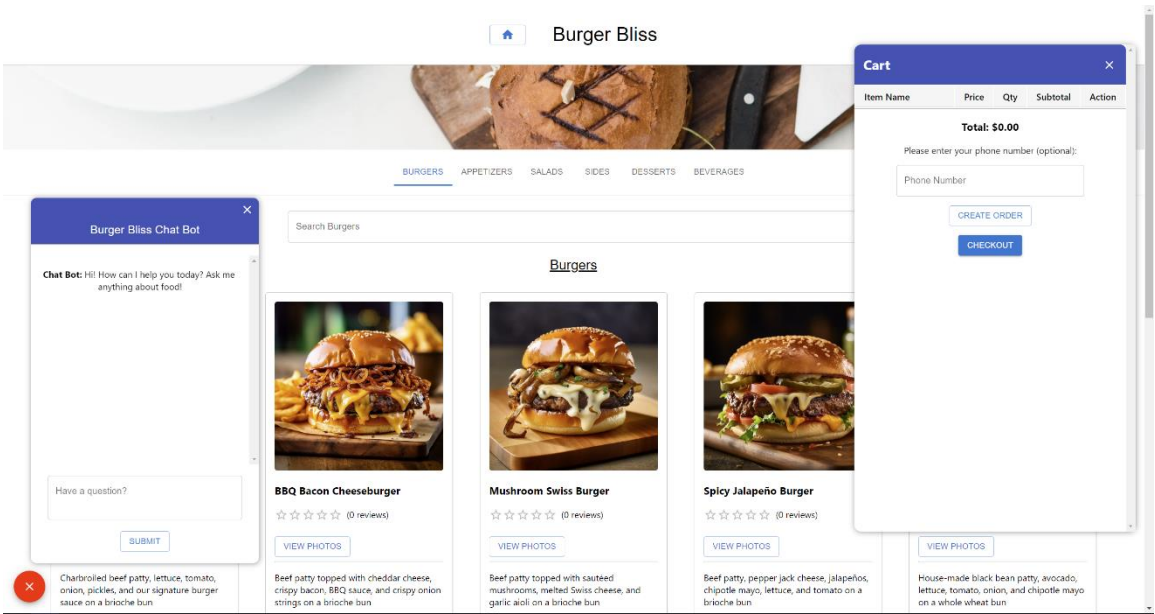 Burger Bliss
BURGERS APPETIZERS SALADS SIDES DESSERTS BEVERAGES
Search Burgers
Burgers
Burger Bliss Chat Bot
Chat Bot: Hi! How can I help you today? Ask me
anything about food!
Have a question?
SUBMIT
Charbroiled beef patty, lettuce, tomato,
onion, pickles, and our signature burger
sauce on a brioche bun
BBQ Bacon Cheeseburger
(0 reviews)
VIEW PHOTOS
Beef patty topped with cheddar cheese,
crispy bacon, BBQ sauce, and crispy onion
strings on a brioche bun
Mushroom Swiss Burger
(0 reviews)
VIEW PHOTOS
Beef patty topped with sautéed
mushrooms, melted Swiss cheese, and
garlic aioli on a brioche bun
Spicy Jalapeño Burger
(0 reviews)
VIEW PHOTOS
Beef patty, pepper jack cheese, jalapeños,
chipotle mayo, lettuce, and tomato on a
brioche bun
VIEW PHOTOS
House-made black bean patty, avocado,
lettuce, tomato, onion, and chipotle mayo
on a whole wheat bun
Cart
Item Name Price Qty Subtotal Action
Total: $0.00
Please enter your phone number (optional):
Phone Number
CREATE ORDER
CHECKOUT